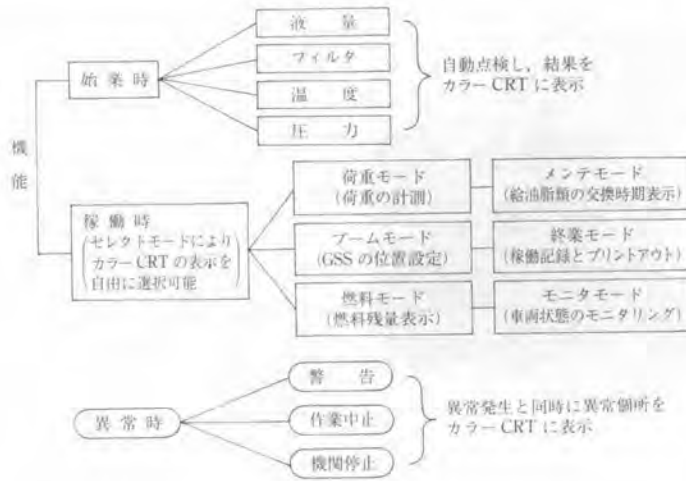 機能
始業時
液量
フィルタ
温度
圧力
自動点検し，結果を
カラー CRT に表示
稼働時
(セレクトモードにより
カラー CRT の表示を
自由に選択可能)
荷重モード
(荷重の計測)
メンテモード
(給油脂類の交換時期表示)
ブームモード
(GSS の位置設定)
終業モード
(稼働記録とプリントアウト)
燃料モード
(燃料残量表示)
モニタモード
(車両状態のモニタリング)
異常時
警告
作業中止
機関停止
異常発生と同時に異常個所を
カラー CRT に表示